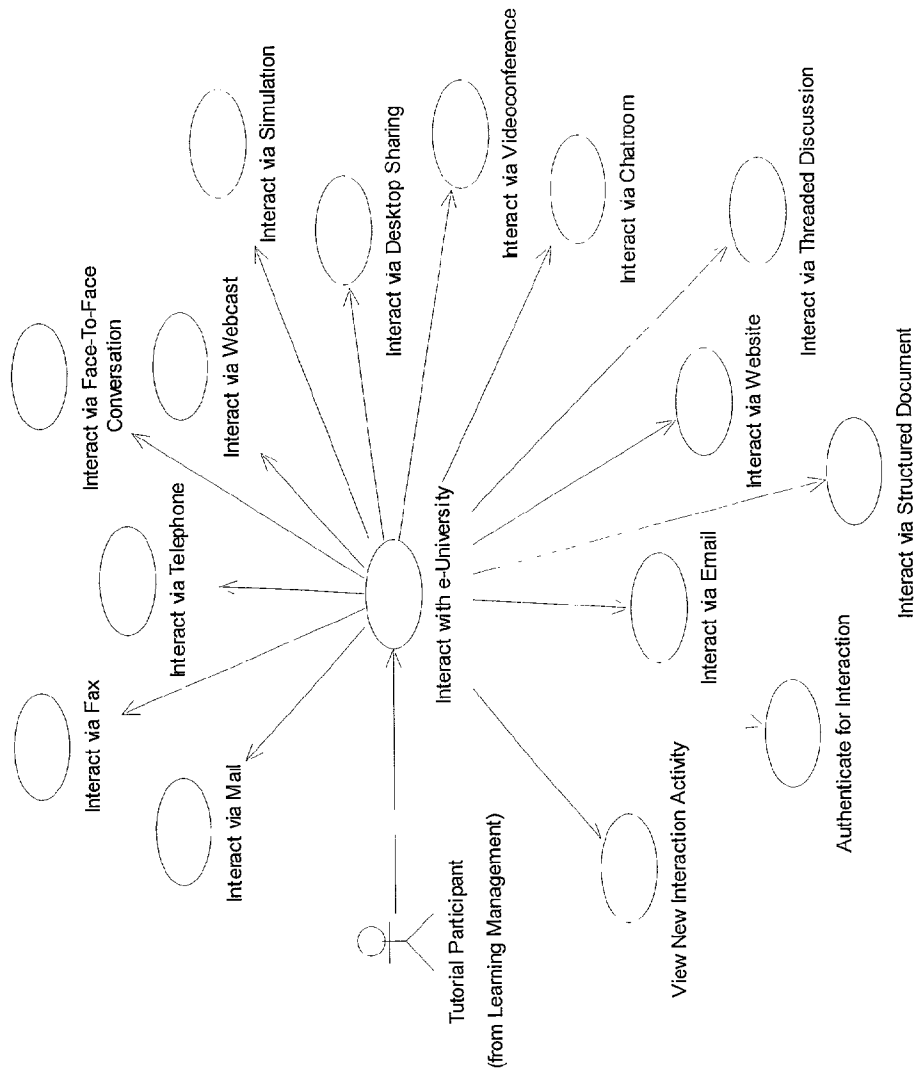 Interact via Face-To-Face
Conversation
Interact via Fax
Interact via Telephone
Interact via Webcast
Interact via Simulation
Interact via Mail
Interact via Desktop Sharing
Interact with e-University
Tutorial Participant
(from Learning Management)
nteract via Videoconference
Interact via Chatroom
View New Interaction Activity
Interact via Email
Interact via Website
Interact via Threaded Discussion
Authenticate for Interaction
Interact via Structured Document